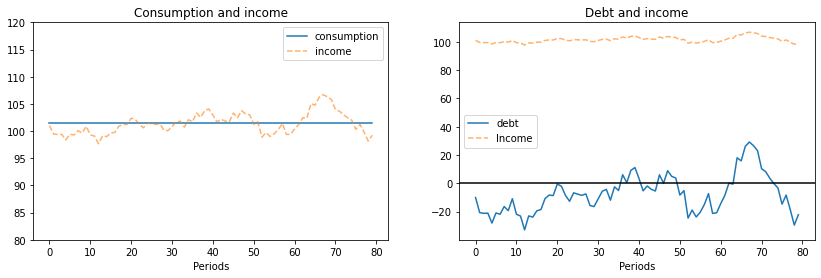 Consumption and income
120
115
110
105
100
95
90
85
80
0 10 20 30 40 50 60 70 80
Periods
consumption
income
Debt and income
100
80
60
40
20
0
−20
0 10 20 30 40 50 60 70 80
Periods
debt
Income